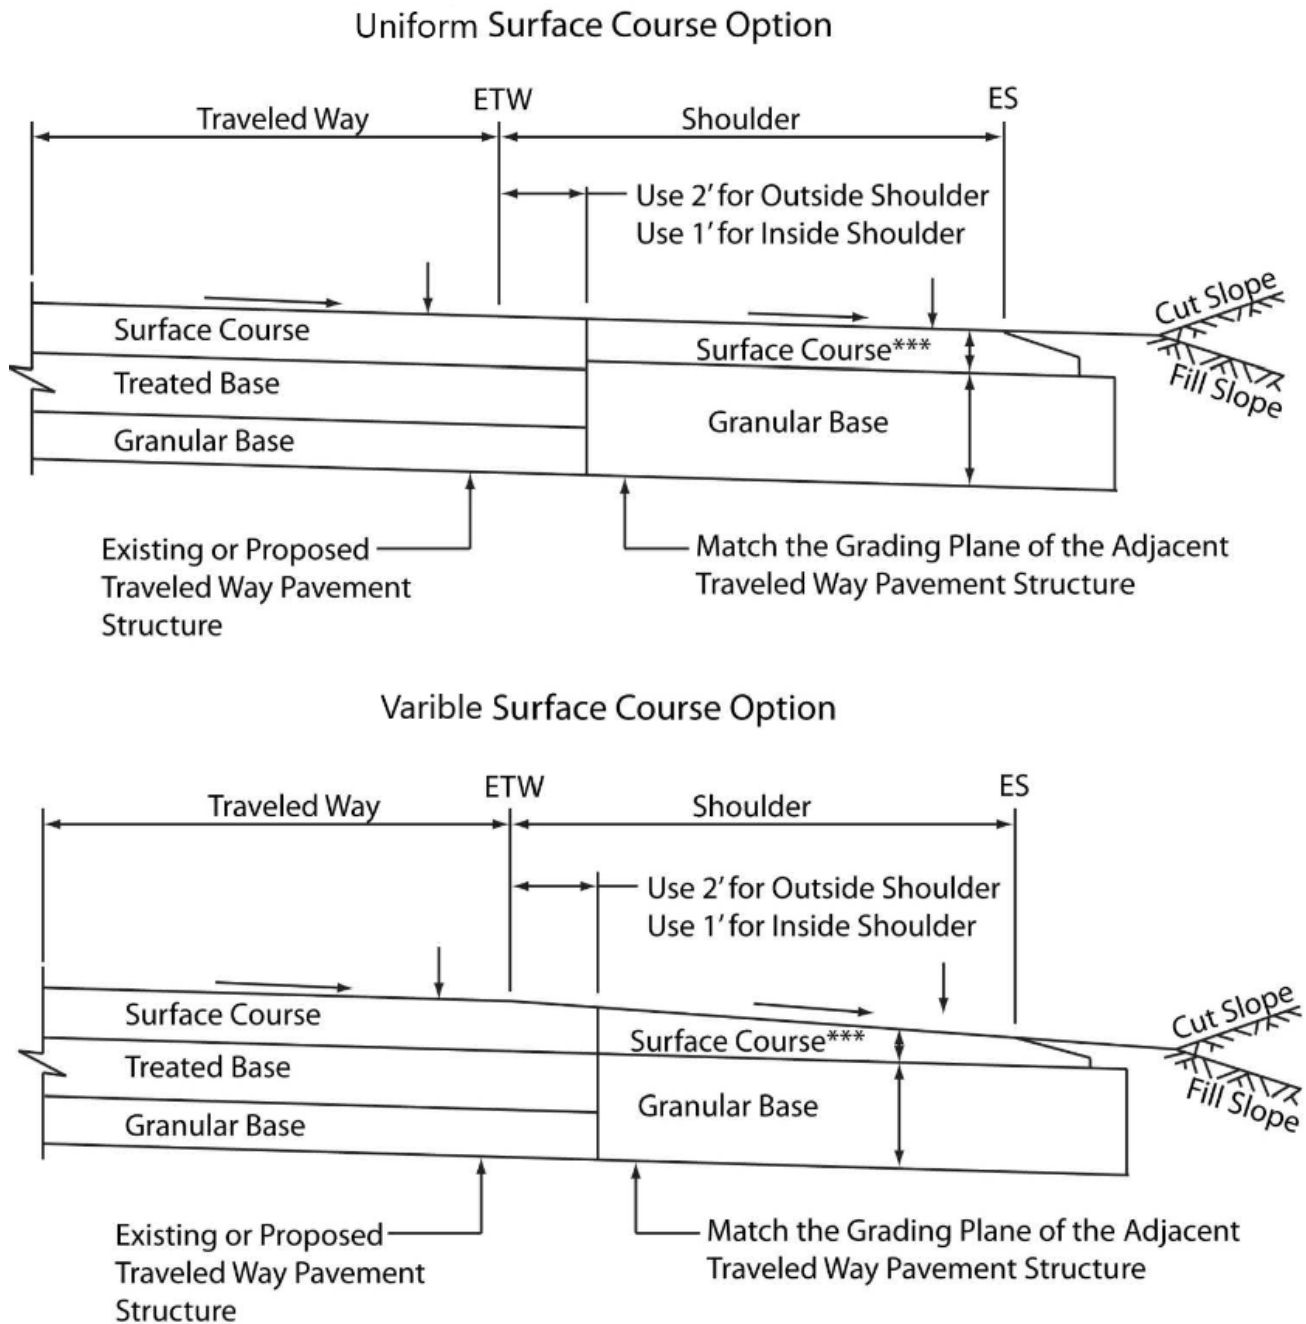 Uniform Surface Course Option
ETW
ES
Traveled Way
Shoulder
Use 2' for Outside Shoulder
Use 1' for Inside Shoulder
Cut Slope
Surface Course
Surface Course***
Treated Base
Fill Slope
Granular Base
Granular Base
Existing or Proposed
Traveled Way Pavement
Structure
Match the Grading Plane of the Adjacent
Traveled Way Pavement Structure
Varible Surface Course Option
ETW
ES
Traveled Way
Shoulder
Use 2' for Outside Shoulder
Use 1' for Inside Shoulder
Cut Slope
Surface Course
Surface Course***
Treated Base
Fill Slope
Granular Base
Granular Base
Existing or Proposed
Traveled Way Pavement
Structure
Match the Grading Plane of the Adjacent
Traveled Way Pavement Structure